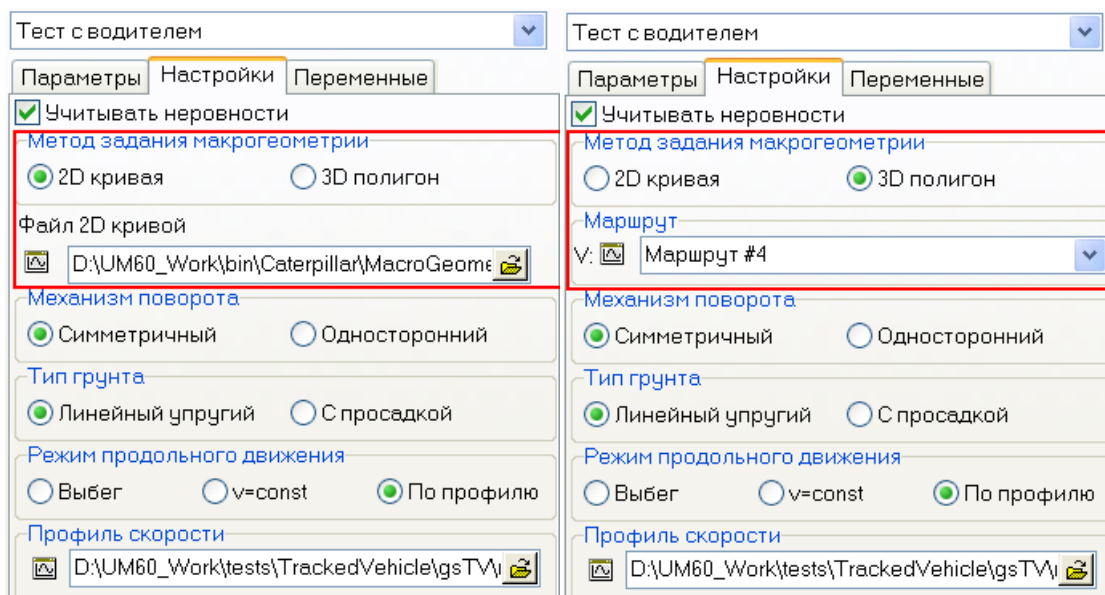 Тест с водителем
Параметры Настройки Переменные
Учитывать неровности
Метод задания макрогеометрии
2D кривая 3D полигон
Файл 2D кривой
D:\UM60_Work\bin\Caterpillar\MacroGeome
Механизм поворота
Симметричный Односторонний
Тип грунта
Линейный упругий С просадкой
Режим продольного движения
Выбег v=const По профилю
Профиль скорости
D:\UM60_Work\tests\TrackedVehicle\gsTV\
Тест с водителем
Параметры Настройки Переменные
Учитывать неровности
Метод задания макрогеометрии
2D кривая 3D полигон
Маршрут
V: Маршрут #4
Механизм поворота
Симметричный Односторонний
Тип грунта
Линейный упругий С просадкой
Режим продольного движения
Выбег v=const По профилю
Профиль скорости
D:\UM60_Work\tests\TrackedVehicle\gsTV\